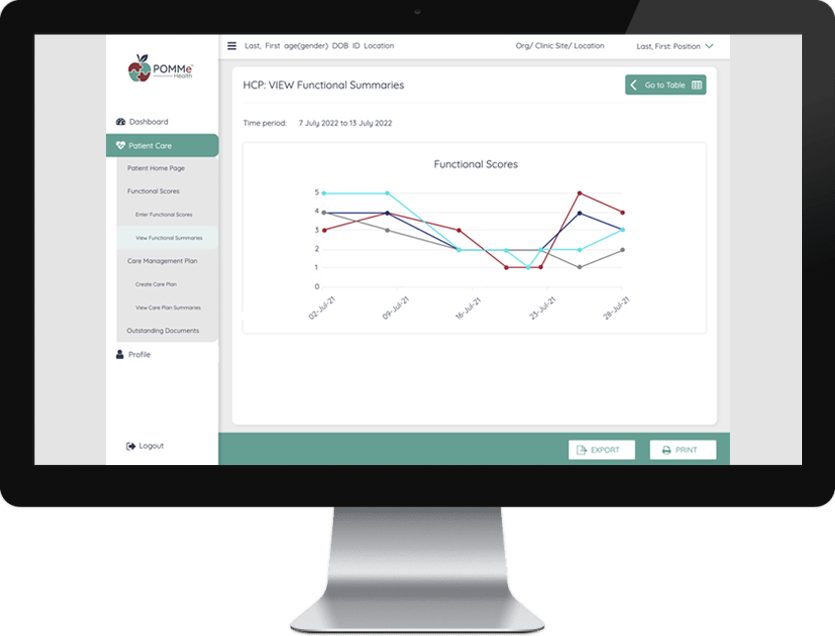 Last, First age(gender) DOB ID Location
Org/ Clinic Site/ Location
Last, First: Position
POMMe
Health
HCP: VIEW Functional Summaries
Go to Table
Time period: 7 July 2022 to 13 July 2022
Dashboard
Patient Care
Patient Home Page
Functional Scores
Enter Functional Scores
View Functional Summaries
Care Management Plan
Create Care Plan
View Care Plan Summaries
Outstanding Documents
Profile
Logout
Functional Scores
5
4
3
2
1
0
02-Jul-21
09-Jul-21
16-Jul-21
23-Jul-21
28-Jul-21
EXPORT
PRINT